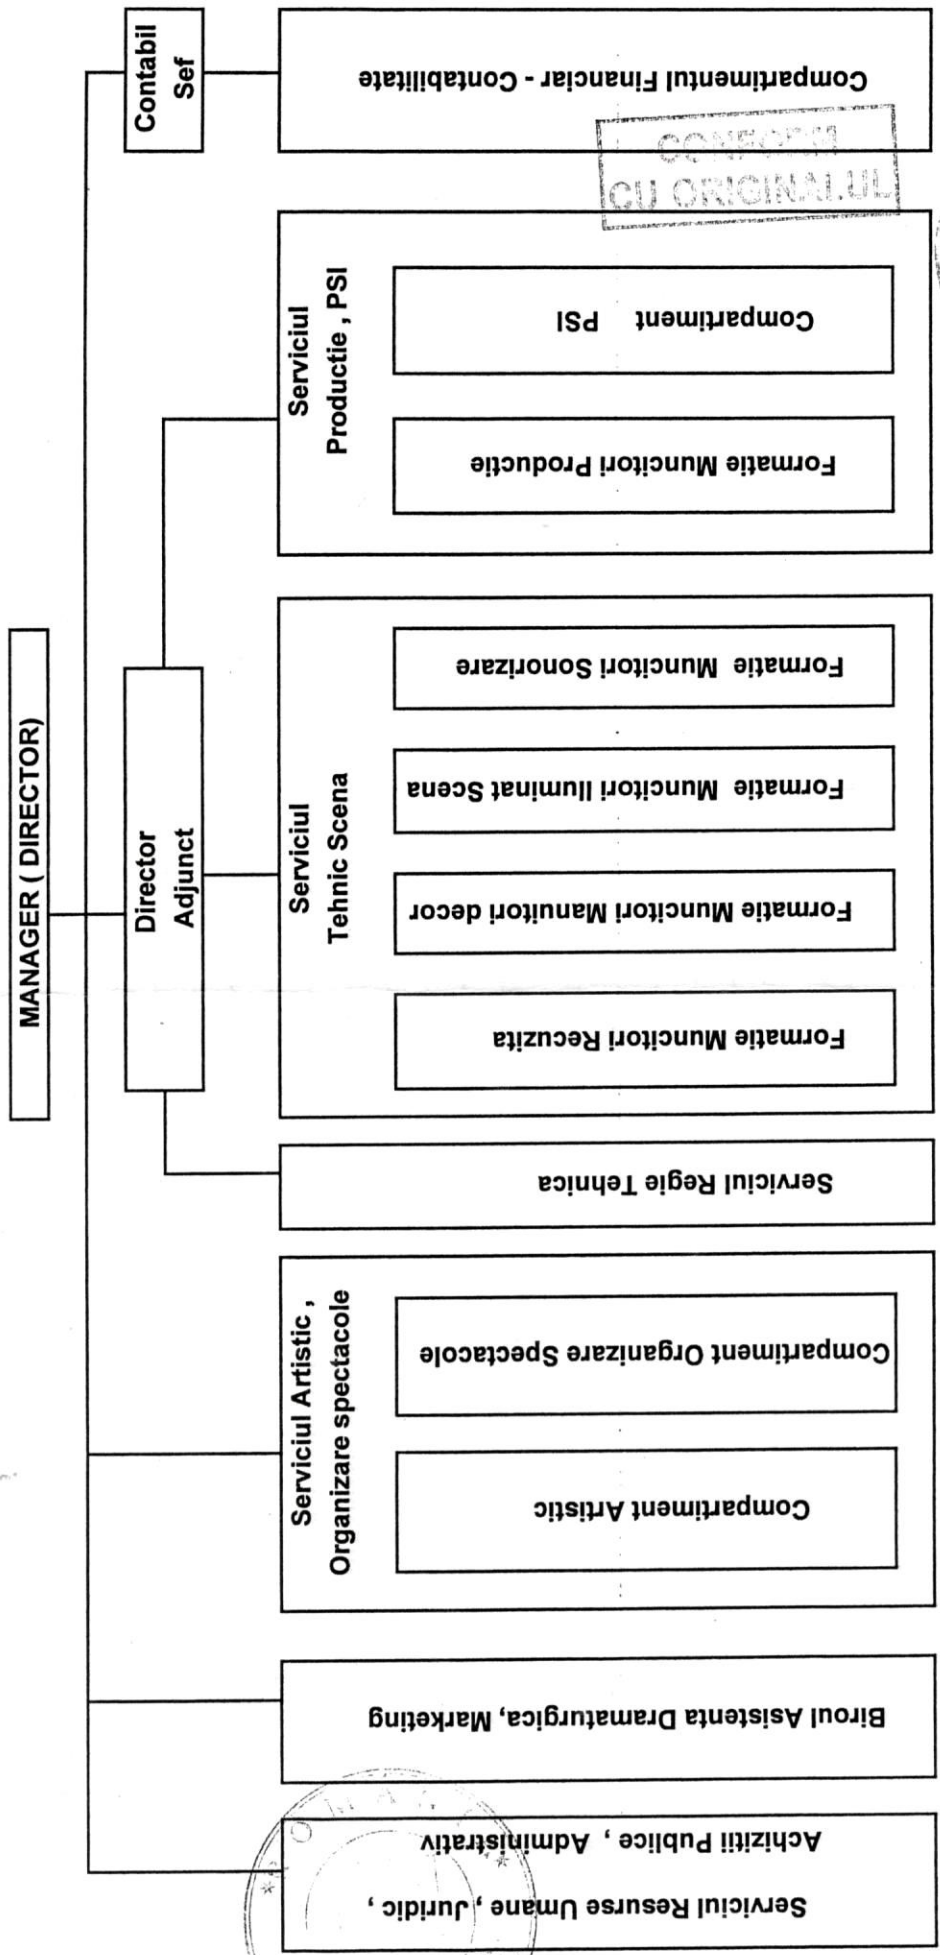 MANAGER ( DIRECTOR)
Director
Adjunct
Contabil
Sef
Serviciul Resurse Umane , Juridic ,
Achizitii Publice , Administrativ
Biroul Asistenta Dramaturgica, Marketing
Serviciul Artistic ,
Organizare spectacole
Compartiment Artistic
Compartiment Organizare Spectacole
Serviciul Regie Tehnica
Serviciul
Tehnic Scena
Formatie Muncitori Recuzita
Formatie Muncitori Manuitori decor
Formatie Muncitori Iluminat Scena
Formatie Muncitori Sonorizare
Serviciul
Productie , PSI
Formatie Muncitori Productie
Compartiment PSI
Compartimentul Financiar - Contabilitate
CONFORM
CU ORIGINALUL